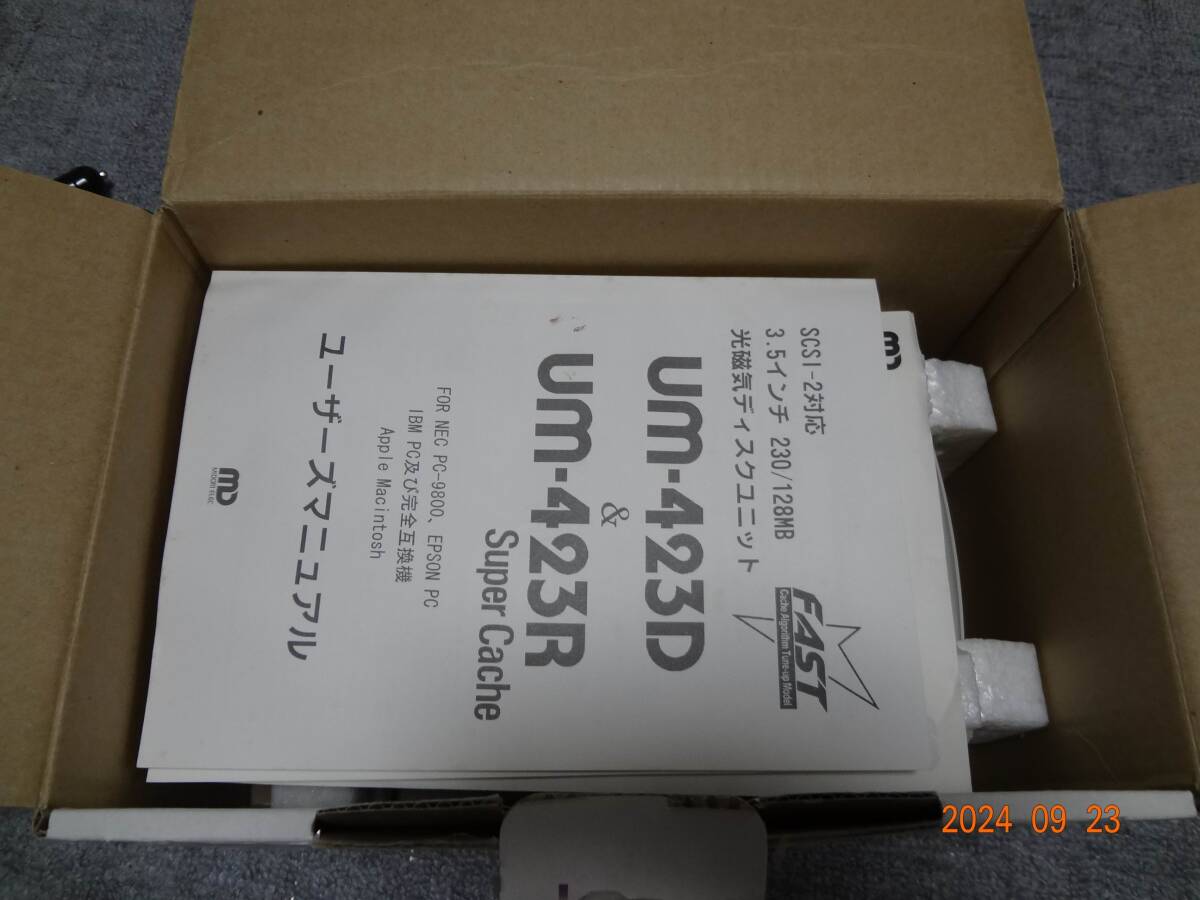 SCSI-2対応
3.5インチ 230/128MB
光磁気ディスクユニット
FAST
Cache Algorithm Tune-up Model
UM-423D
&
UM-423R
Super Cache
FOR NEC PC-9800、EPSON PC
IBM PC及び完全互換機
Apple Macintosh
ユーザーズマニュアル
MIDORI ELEC
2024 09 23